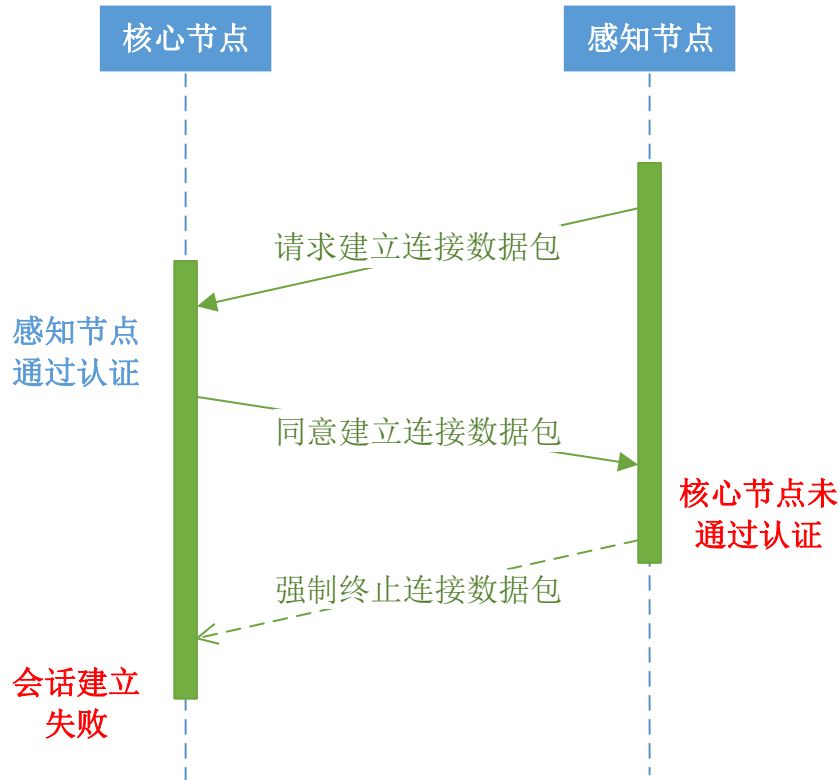 核心节点
感知节点
请求建立连接数据包
感知节点
通过认证
同意建立连接数据包
核心节点未
通过认证
强制终止连接数据包
会话建立
失败